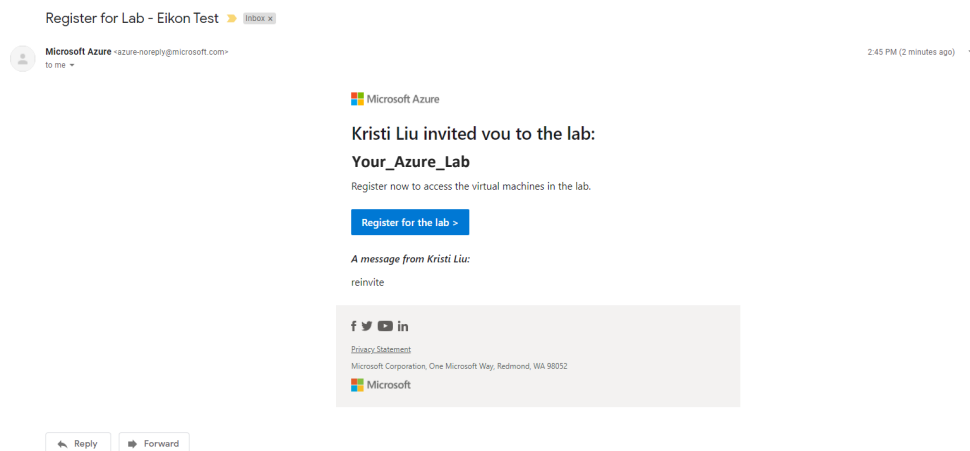 Register for Lab - Eikon Test Inbox x
Microsoft Azure <azure-noreply@microsoft.com> 2:45 PM (2 minutes ago)
to me
Microsoft Azure
Kristi Liu invited you to the lab:
Your_Azure_Lab
Register now to access the virtual machines in the lab.
Register for the lab >
A message from Kristi Liu:
reinvite
Privacy Statement
Microsoft Corporation, One Microsoft Way, Redmond, WA 98052
Microsoft
Reply Forward